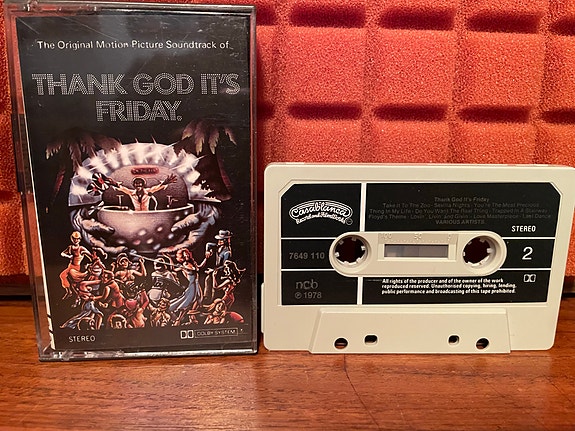 The Original Motion Picture Soundtrack of...
THANK GOD IT'S
FRIDAY.
STEREO
DOLBY SYSTEM
Casablanca
Record and FilmWorks
Thank God It's Friday
Take It To The Zoo · Sevilla Nights · You're The Most Precious
Thing In My Life · Do You Want The Real Thing · Trapped In A Stairway
Floyd's Theme · Lovin' Livin' and Givin' · Love Masterpiece · Last Dance
VARIOUS ARTISTS
STEREO
7649 110
2
ncb
℗ 1978
All rights of the producer and of the owner of the work
reproduced reserved. Unauthorised copying, hiring, lending,
public performance and broadcasting of this tape prohibited.